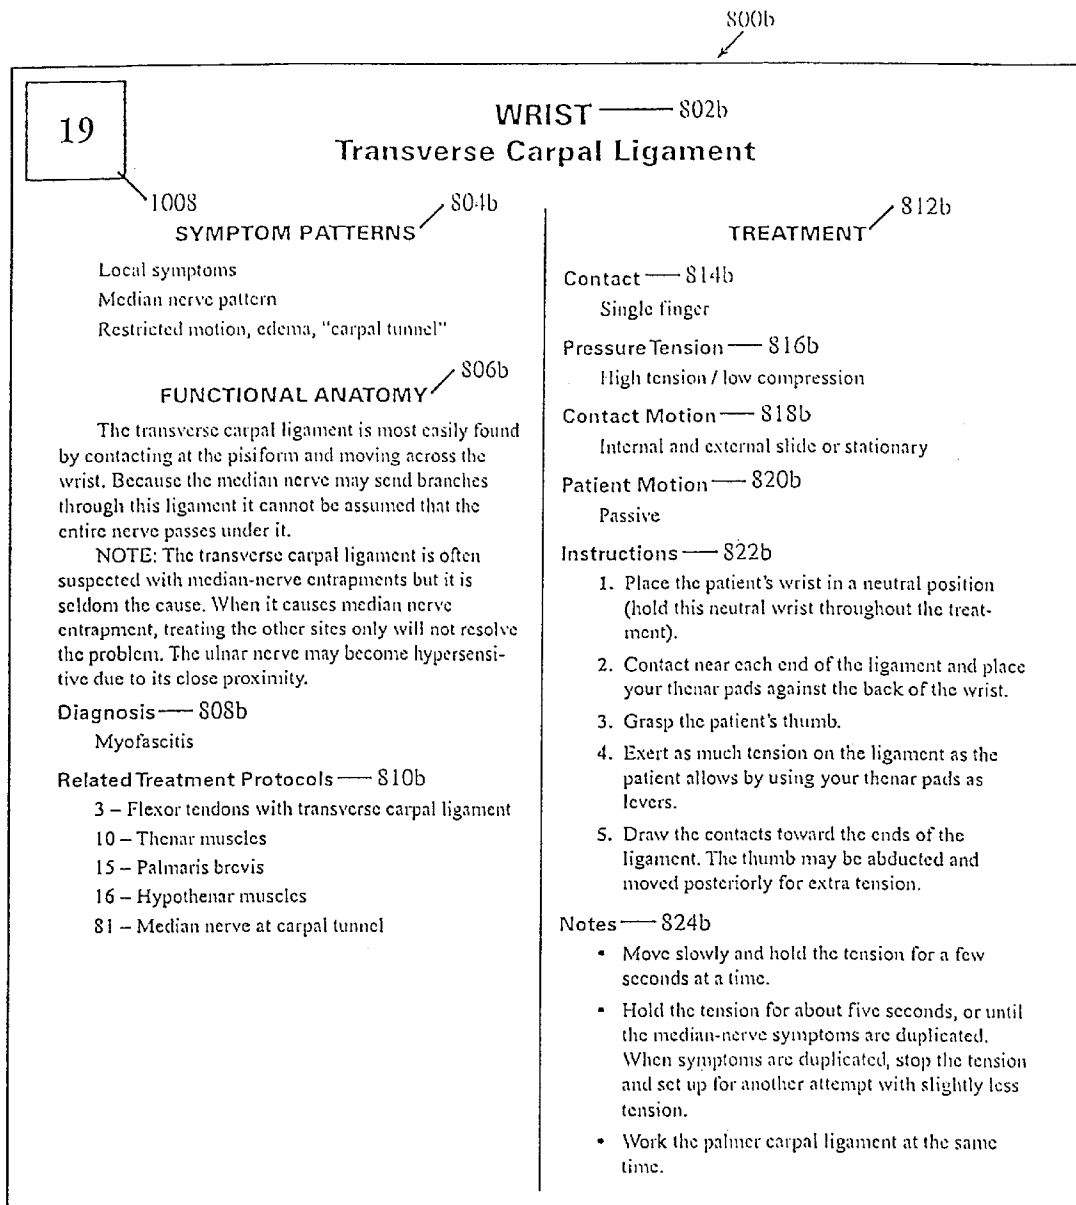 800b
19
WRIST 802b
Transverse Carpal Ligament
1008
804b
SYMPTOM PATTERNS
Local symptoms
Median nerve pattern
Restricted motion, edema, "carpal tunnel"
806b
FUNCTIONAL ANATOMY
The transverse carpal ligament is most easily found
by contacting at the pisiform and moving across the
wrist. Because the median nerve may send branches
through this ligament it cannot be assumed that the
entire nerve passes under it.
NOTE: The transverse carpal ligament is often
suspected with median-nerve entrapments but it is
seldom the cause. When it causes median nerve
entrapment, treating the other sites only will not resolve
the problem. The ulnar nerve may become hypersensi-
tive due to its close proximity.
Diagnosis 808b
Myofascitis
Related Treatment Protocols 810b
3 – Flexor tendons with transverse carpal ligament
10 – Thenar muscles
15 – Palmaris brevis
16 – Hypothenar muscles
81 – Median nerve at carpal tunnel
812b
TREATMENT
Contact 814b
Single finger
Pressure Tension 816b
High tension / low compression
Contact Motion 818b
Internal and external slide or stationary
Patient Motion 820b
Passive
Instructions 822b
1. Place the patient's wrist in a neutral position
(hold this neutral wrist throughout the treat-
ment).
2. Contact near each end of the ligament and place
your thenar pads against the back of the wrist.
3. Grasp the patient's thumb.
4. Exert as much tension on the ligament as the
patient allows by using your thenar pads as
levers.
5. Draw the contacts toward the ends of the
ligament. The thumb may be abducted and
moved posteriorly for extra tension.
Notes 824b
• Move slowly and hold the tension for a few
seconds at a time.
• Hold the tension for about five seconds, or until
the median-nerve symptoms are duplicated.
When symptoms are duplicated, stop the tension
and set up for another attempt with slightly less
tension.
• Work the palmer carpal ligament at the same
time.